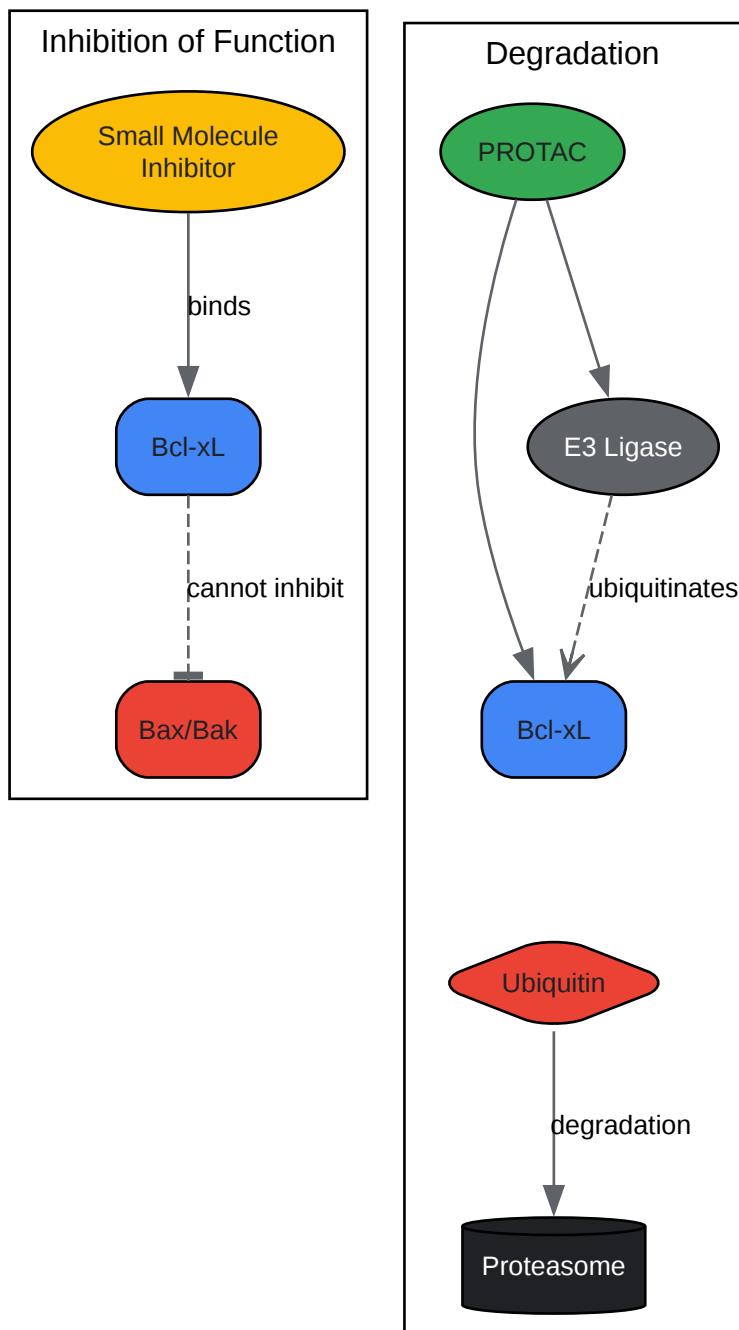 Inhibition of Function
Small Molecule
Inhibitor
binds
Bcl-xL
cannot inhibit
Bax/Bak
Degradation
PROTAC
E3 Ligase
ubiquitinates
Bcl-xL
Ubiquitin
degradation
Proteasome